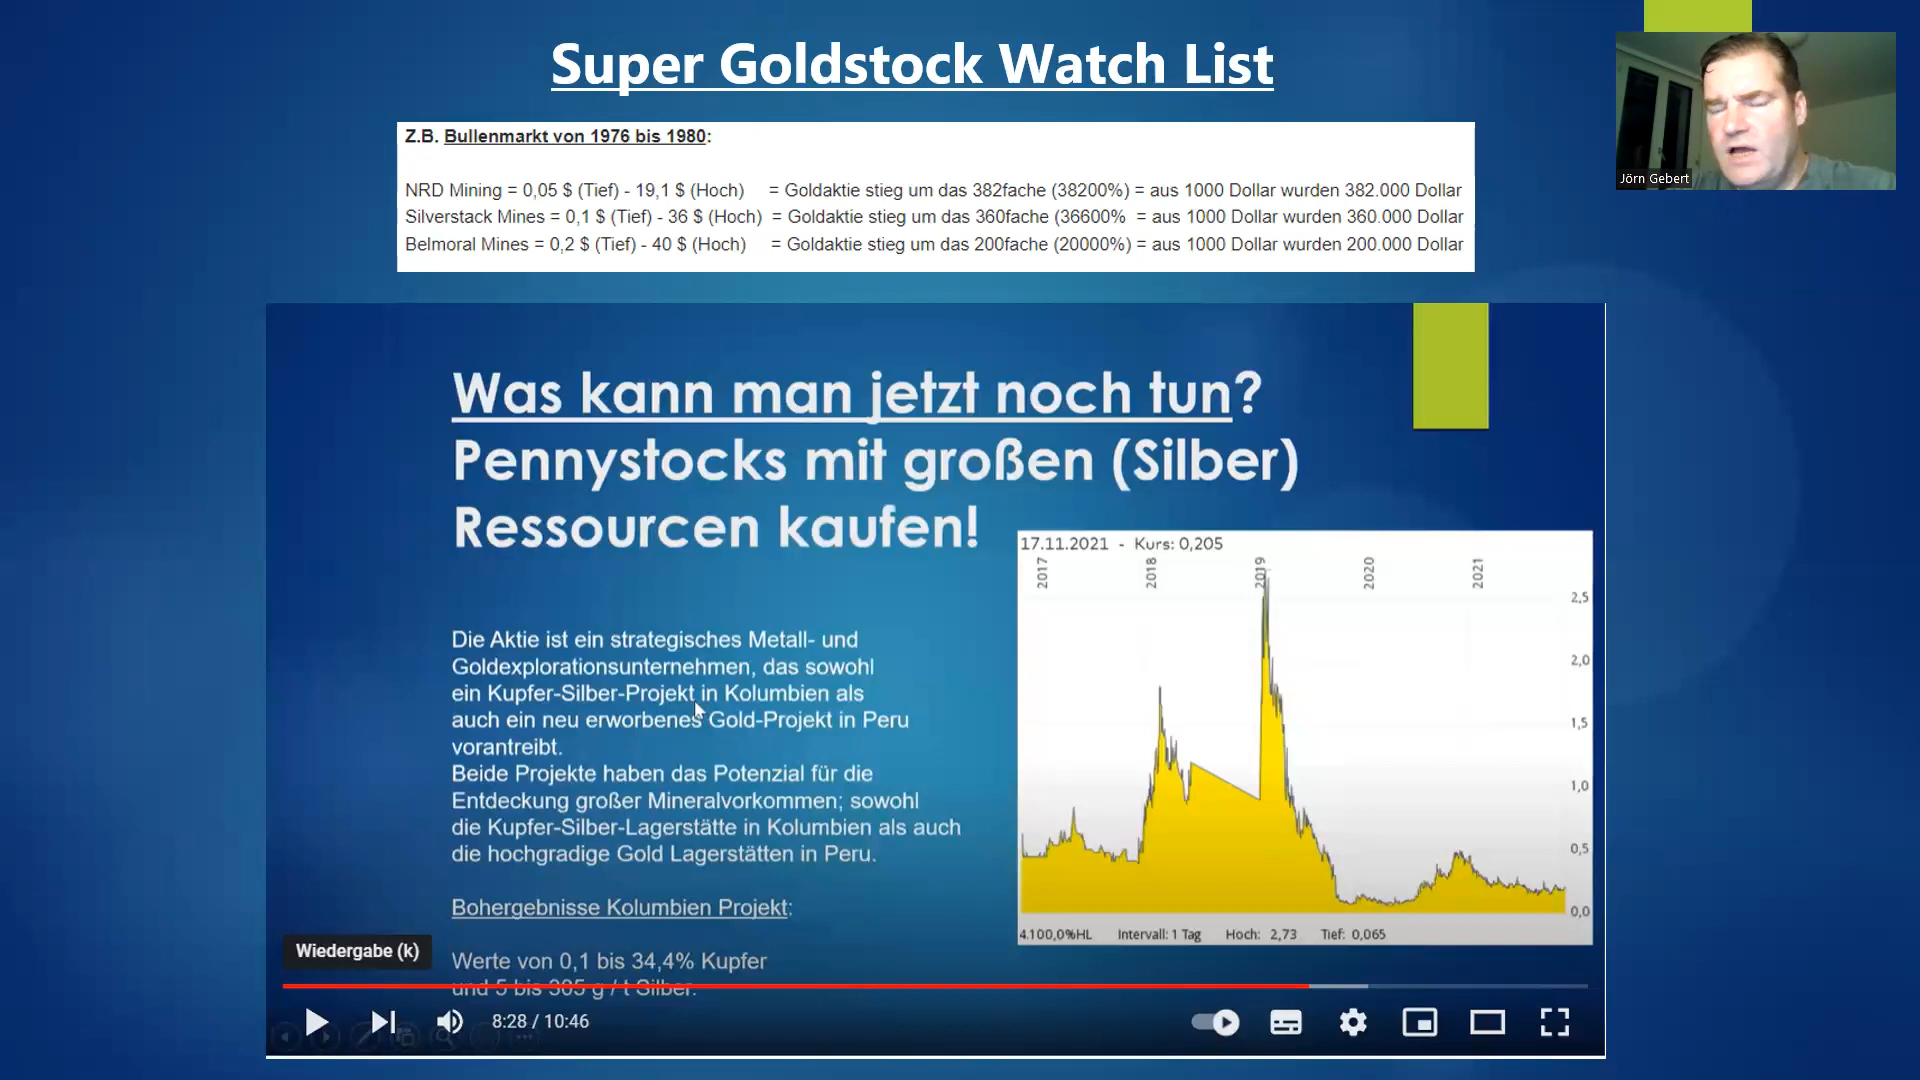 Super Goldstock Watch List
Jörn Gebert
Z.B. Bullenmarkt von 1976 bis 1980:
NRD Mining = 0,05 $ (Tief) - 19,1 $ (Hoch) = Goldaktie stieg um das 382fache (38200%) = aus 1000 Dollar wurden 382.000 Dollar
Silverstack Mines = 0,1 $ (Tief) - 36 $ (Hoch) = Goldaktie stieg um das 360fache (36600% = aus 1000 Dollar wurden 360.000 Dollar
Belmoral Mines = 0,2 $ (Tief) - 40 $ (Hoch) = Goldaktie stieg um das 200fache (20000%) = aus 1000 Dollar wurden 200.000 Dollar
Was kann man jetzt noch tun?
Pennystocks mit großen (Silber)
Ressourcen kaufen!
Die Aktie ist ein strategisches Metall- und
Goldexplorationsunternehmen, das sowohl
ein Kupfer-Silber-Projekt in Kolumbien als
auch ein neu erworbenes Gold-Projekt in Peru
vorantreibt.
Beide Projekte haben das Potenzial für die
Entdeckung großer Mineralvorkommen; sowohl
die Kupfer-Silber-Lagerstätte in Kolumbien als auch
die hochgradige Gold Lagerstätten in Peru.
Bohergebnisse Kolumbien Projekt:
Werte von 0,1 bis 34,4% Kupfer
und 5 bis 305 g / t Silber.
17.11.2021 - Kurs: 0,205
2017
2018
2019
2020
2021
2,5
2,0
1,5
1,0
0,5
0,0
4.100,0%HL Intervall: 1 Tag Hoch: 2,73 Tief: 0,065
Wiedergabe (k)
8:28 / 10:46